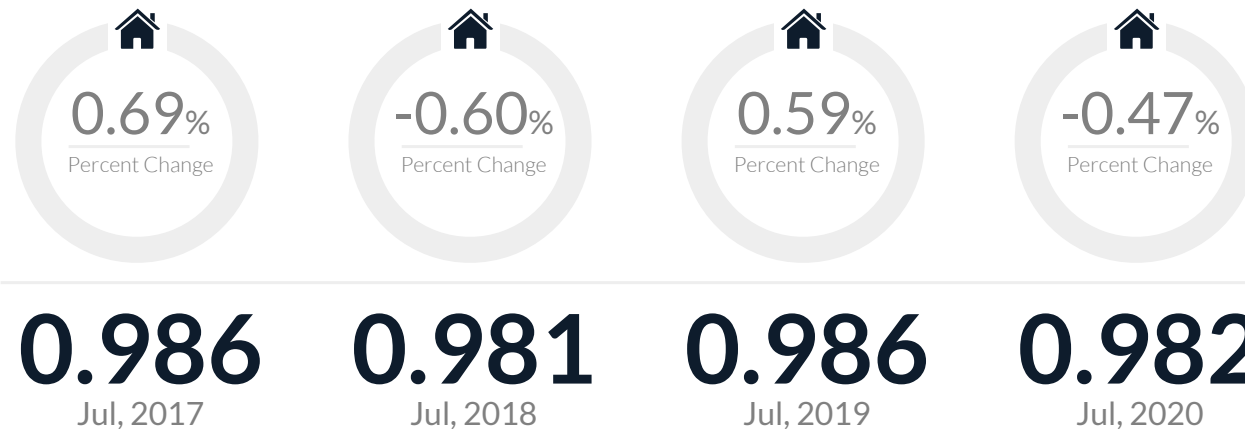 0.69% -0.60% 0.59% -0.47%
Percent Change Percent Change Percent Change Percent Change
0.986 0.981 0.986 0.982
Jul, 2017 Jul, 2018 Jul, 2019 Jul, 2020